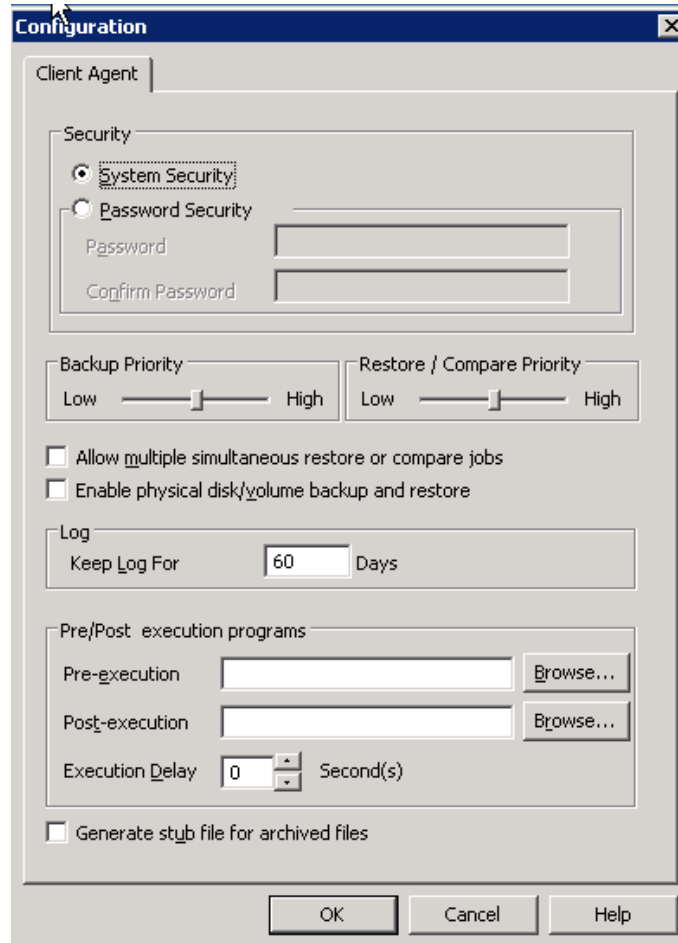 Configuration
Client Agent
Security
System Security
Password Security
Password
Confirm Password
Backup Priority
Low High
Restore / Compare Priority
Low High
Allow multiple simultaneous restore or compare jobs
Enable physical disk/volume backup and restore
Log
Keep Log For 60 Days
Pre/Post execution programs
Pre-execution Browse...
Post-execution Browse...
Execution Delay 0 Second(s)
Generate stub file for archived files
OK Cancel Help